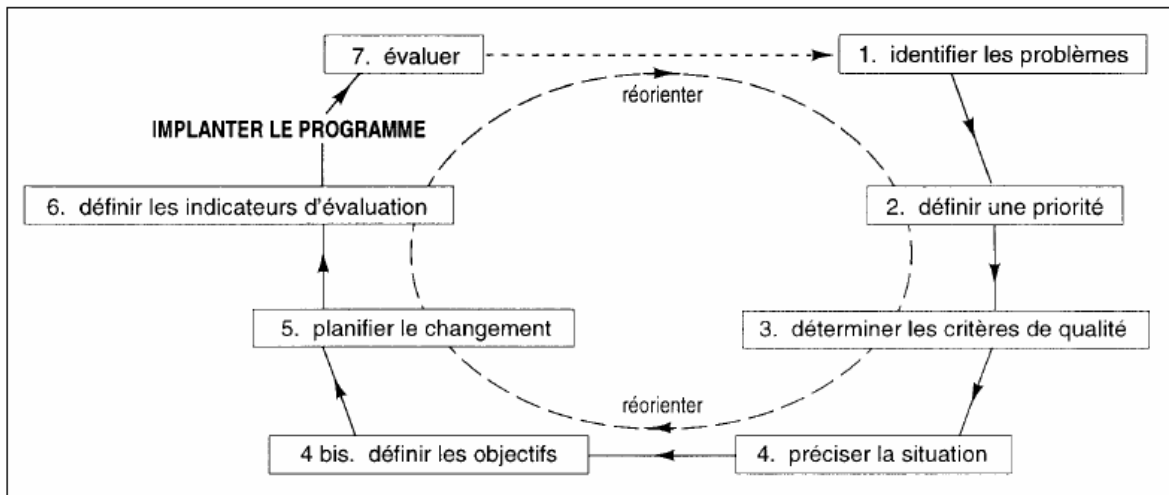 7. évaluer
1. identifier les problèmes
réorienter
IMPLANTER LE PROGRAMME
6. définir les indicateurs d'évaluation
2. définir une priorité
5. planifier le changement
3. déterminer les critères de qualité
réorienter
4 bis. définir les objectifs
4. préciser la situation